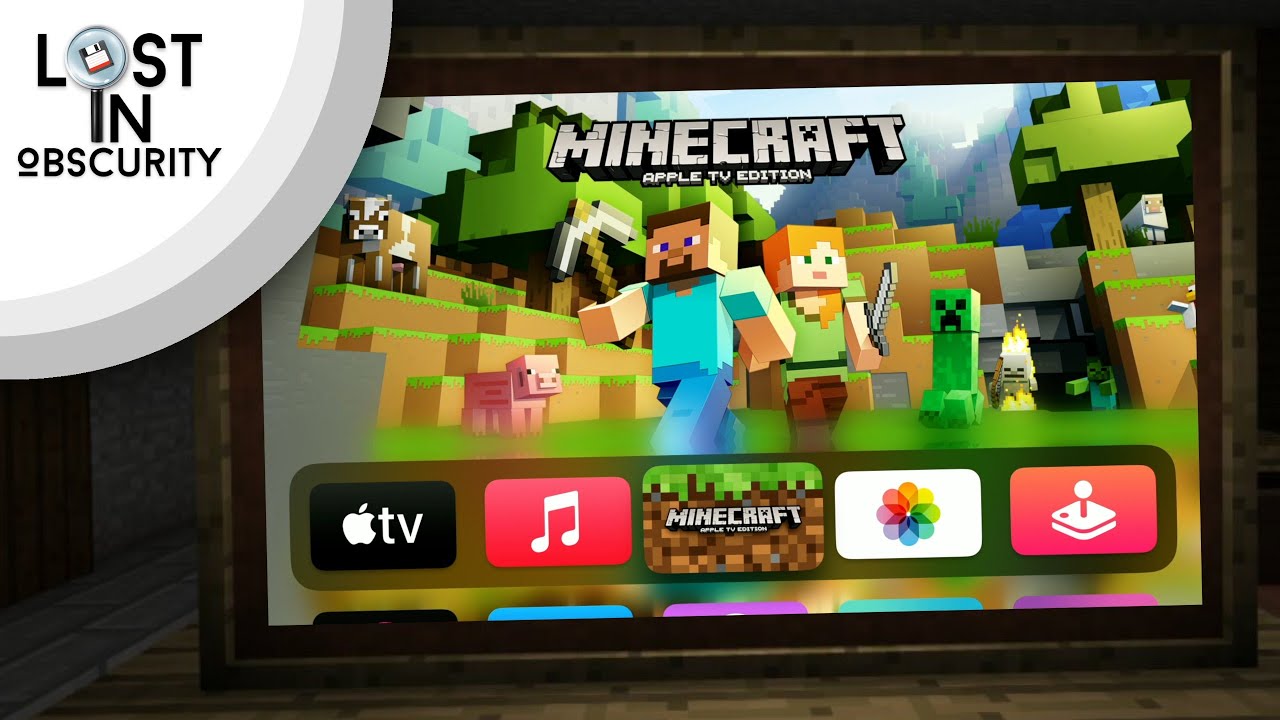 LOST
IN
OBSCURITY
MINECRAFT
APPLE TV EDITION
tv
MINECRAFT
APPLE TV EDITION